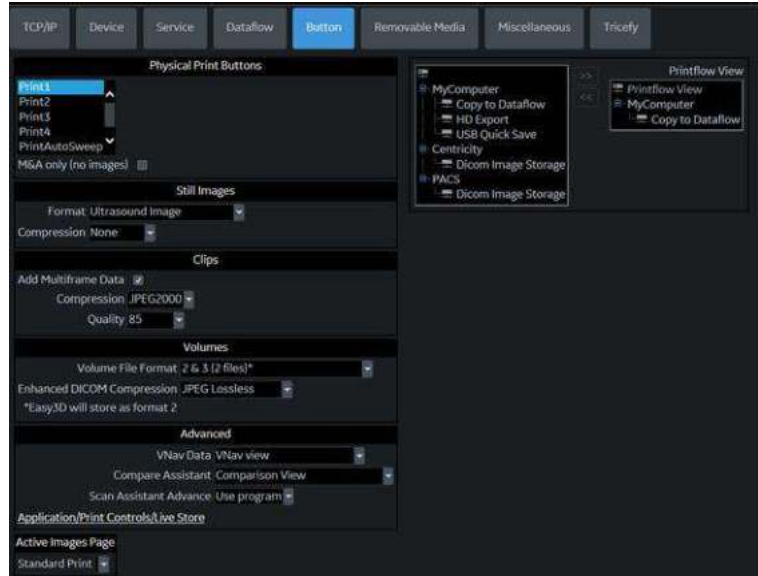 TCP/IP Device Service Dataflow Button Removable Media Miscellaneous Tricefy
Physical Print Buttons
Print1
Print2
Print3
Print4
PrintAutoSweep
M&A only (no images)
Still Images
Format Ultrasound Image
Compression None
Clips
Add Multiframe Data
Compression JPEG2000
Quality 85
Volumes
Volume File Format 2 & 3 (2 files)*
Enhanced DICOM Compression JPEG Lossless
*Easy3D will store as format 2
Advanced
VNav Data VNav view
Compare Assistant Comparison View
Scan Assistant Advance Use program
Application/Print Controls/Live Store
Active Images Page
Standard Print
MyComputer
Copy to Dataflow
HD Export
USB Quick Save
Centricity
Dicom Image Storage
PACS
Dicom Image Storage
>>
<<
Printflow View
Printflow View
MyComputer
Copy to Dataflow